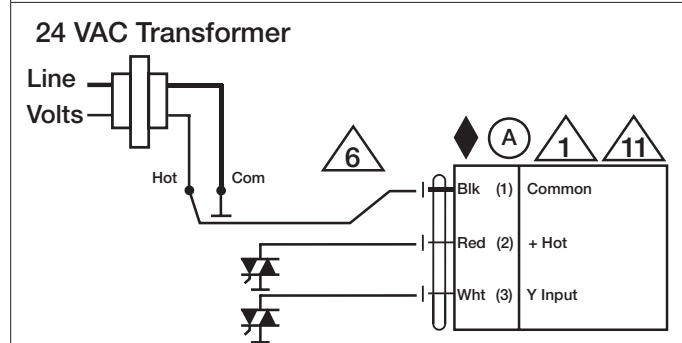 24 VAC Transformer
Line
Volts
Hot
Com
6
A
1
11
Blk (1) Common
Red (2) + Hot
Wht (3) Y Input